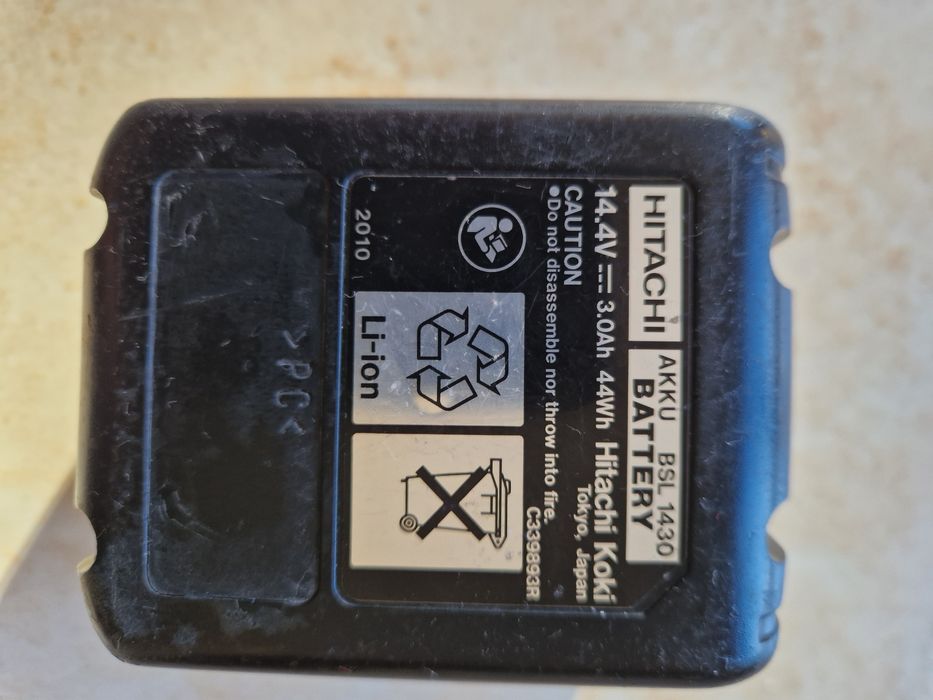 HITACHI
AKKU BSL 1430
BATTERY
14.4V 3.0Ah 44Wh Hitachi Koki
Tokyo, Japan
CAUTION
•Do not disassemble nor throw into fire.
C339893R
Li-ion
2010
>PC<